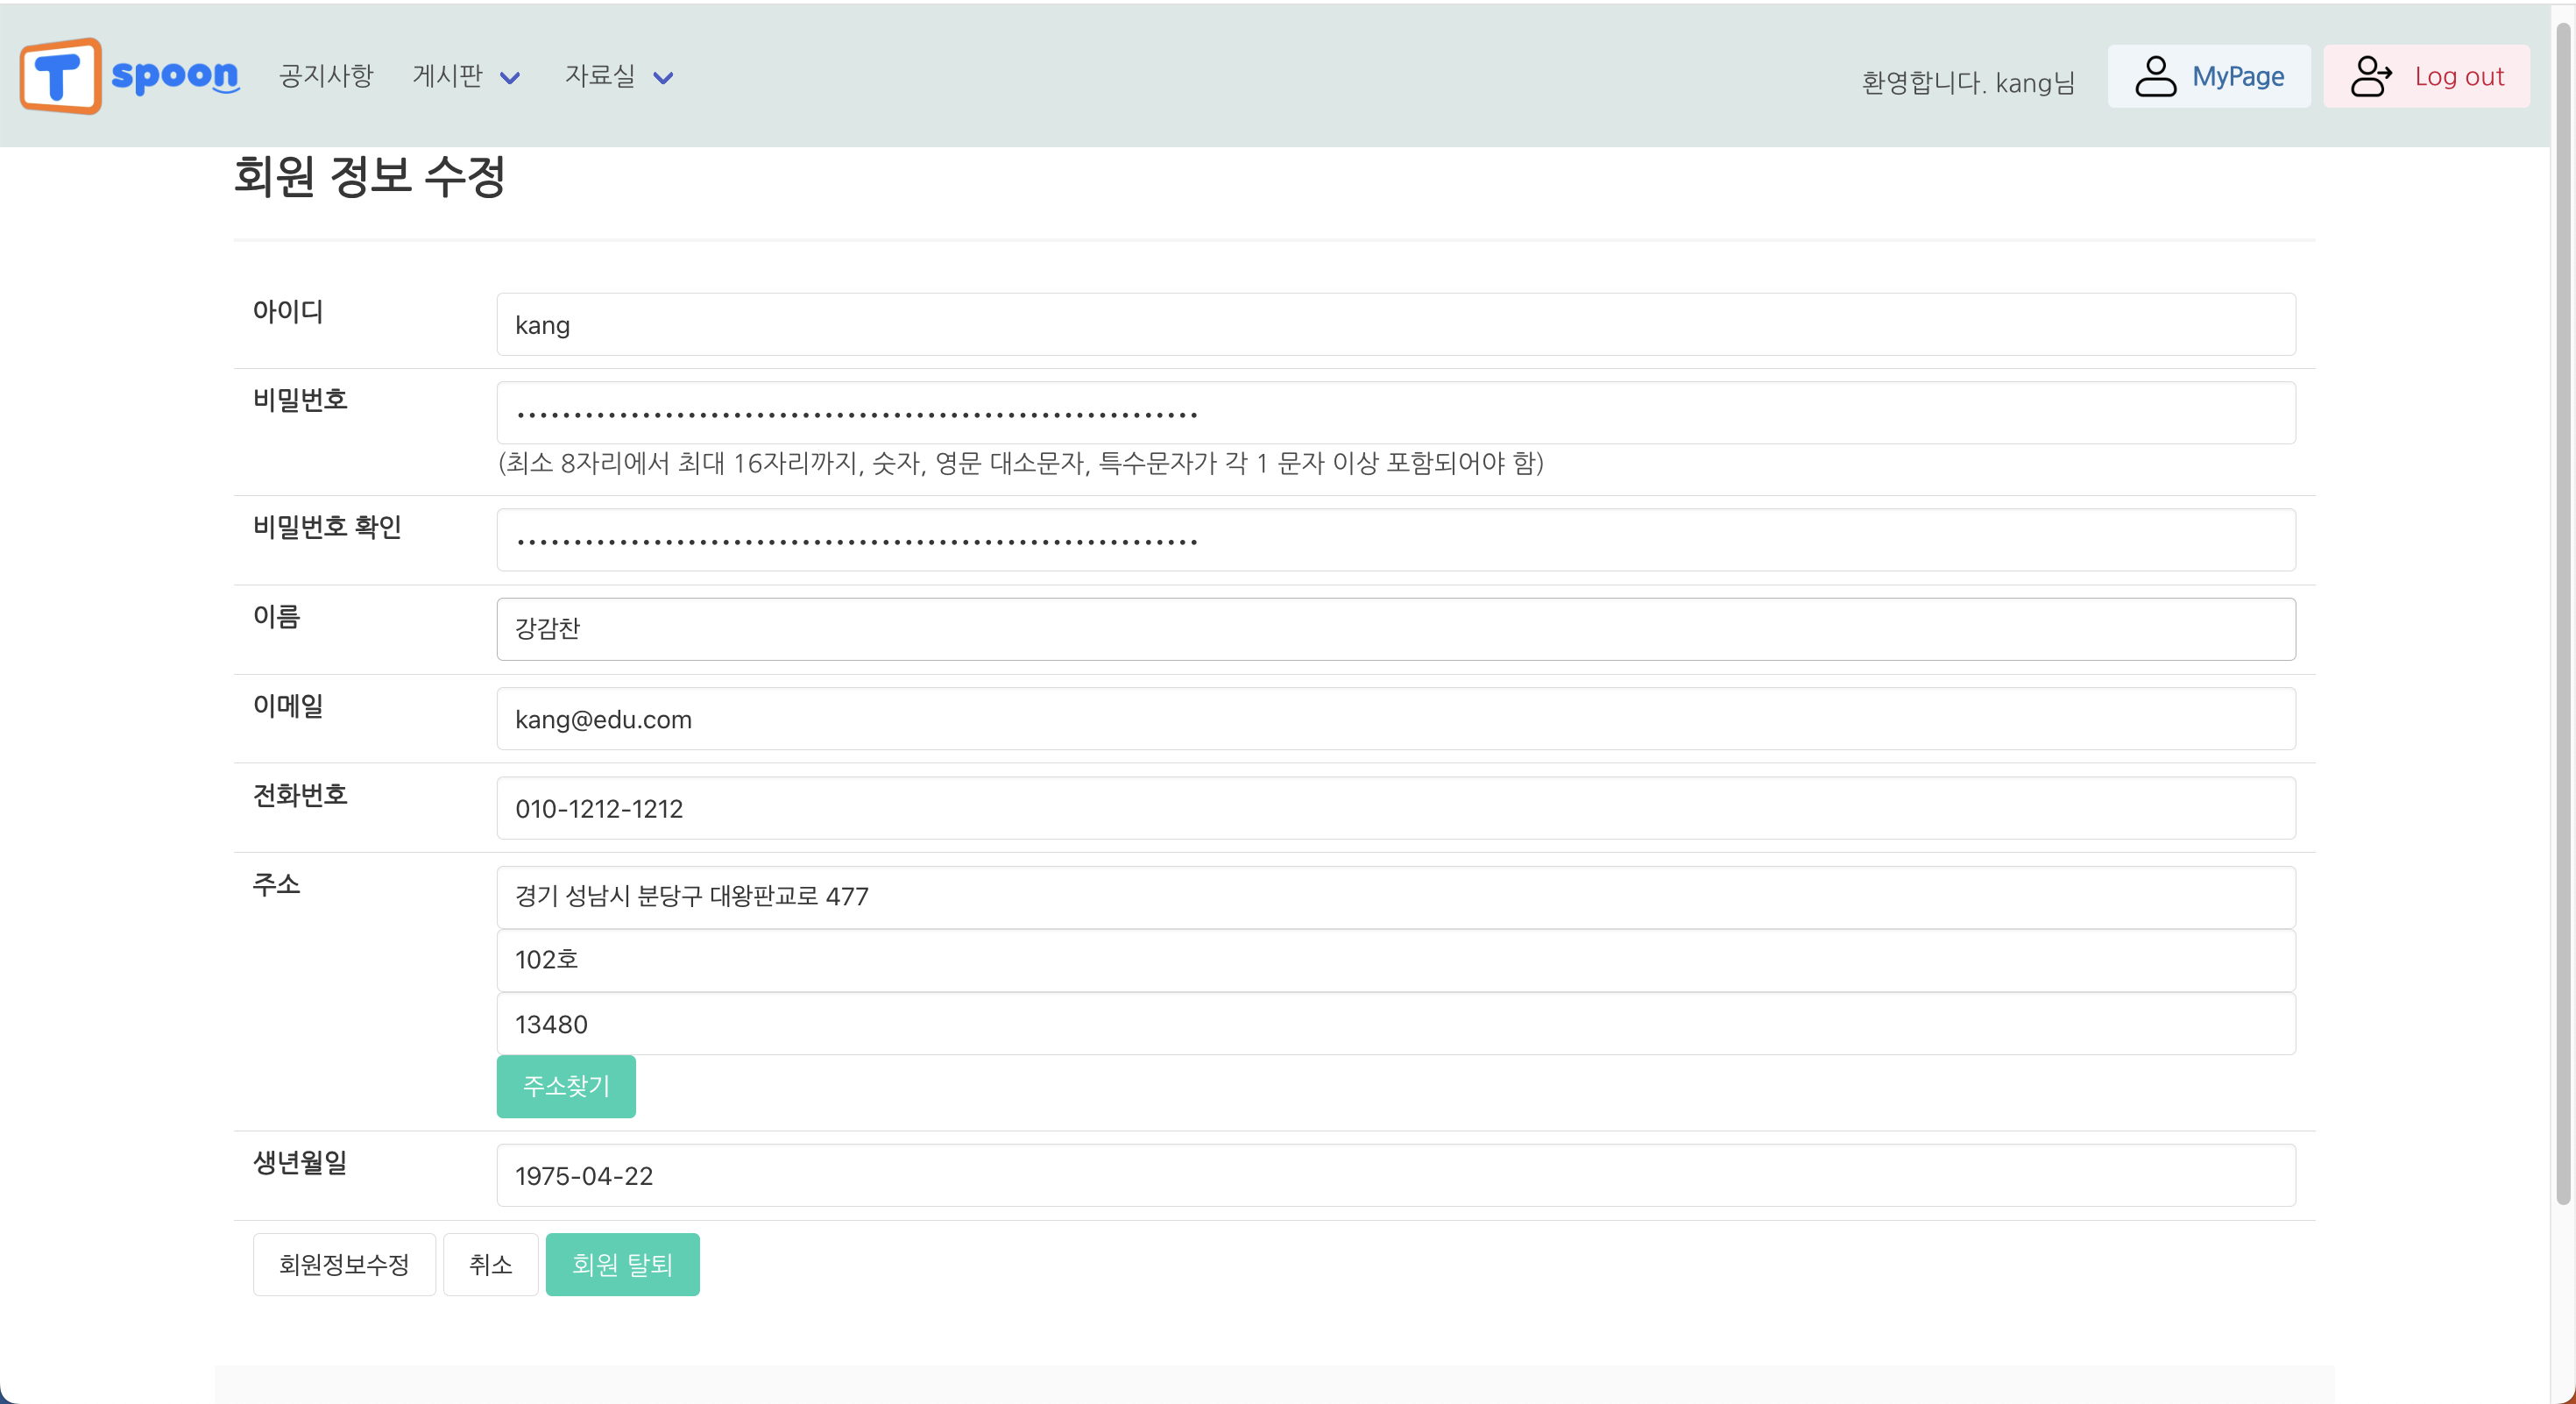 T spoon 공지사항 게시판 자료실 환영합니다. kang님 MyPage Log out
회원 정보 수정
아이디 kang
비밀번호 ••••••••••••••••••••••••••••••••••••••••••••••••••••••••••••
(최소 8자리에서 최대 16자리까지, 숫자, 영문 대소문자, 특수문자가 각 1 문자 이상 포함되어야 함)
비밀번호 확인 ••••••••••••••••••••••••••••••••••••••••••••••••••••••••••••
이름 강감찬
이메일 kang@edu.com
전화번호 010-1212-1212
주소 경기 성남시 분당구 대왕판교로 477
102호
13480
주소찾기
생년월일 1975-04-22
회원정보수정 취소 회원 탈퇴